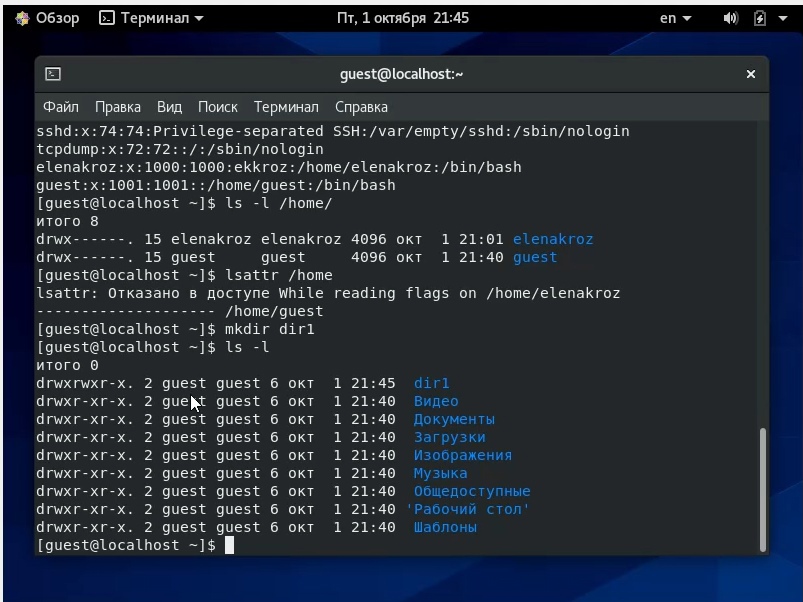 Обзор Терминал Пт, 1 октября 21:45 en
guest@localhost:~
Файл Правка Вид Поиск Терминал Справка
sshd:x:74:74:Privilege-separated SSH:/var/empty/sshd:/sbin/nologin
tcpdump:x:72:72::/:/sbin/nologin
elenakroz:x:1000:1000:ekkroz:/home/elenakroz:/bin/bash
guest:x:1001:1001::/home/guest:/bin/bash
[guest@localhost ~]$ ls -l /home/
итого 8
drwx------. 15 elenakroz elenakroz 4096 окт  1 21:01 elenakroz
drwx------. 15 guest     guest     4096 окт  1 21:40 guest
[guest@localhost ~]$ lsattr /home
lsattr: Отказано в доступе While reading flags on /home/elenakroz
-------------------- /home/guest
[guest@localhost ~]$ mkdir dir1
[guest@localhost ~]$ ls -l
итого 0
drwxrwxr-x. 2 guest guest 6 окт  1 21:45  dir1
drwxr-xr-x. 2 guest guest 6 окт  1 21:40  Видео
drwxr-xr-x. 2 guest guest 6 окт  1 21:40  Документы
drwxr-xr-x. 2 guest guest 6 окт  1 21:40  Загрузки
drwxr-xr-x. 2 guest guest 6 окт  1 21:40  Изображения
drwxr-xr-x. 2 guest guest 6 окт  1 21:40  Музыка
drwxr-xr-x. 2 guest guest 6 окт  1 21:40  Общедоступные
drwxr-xr-x. 2 guest guest 6 окт  1 21:40 'Рабочий стол'
drwxr-xr-x. 2 guest guest 6 окт  1 21:40  Шаблоны
[guest@localhost ~]$